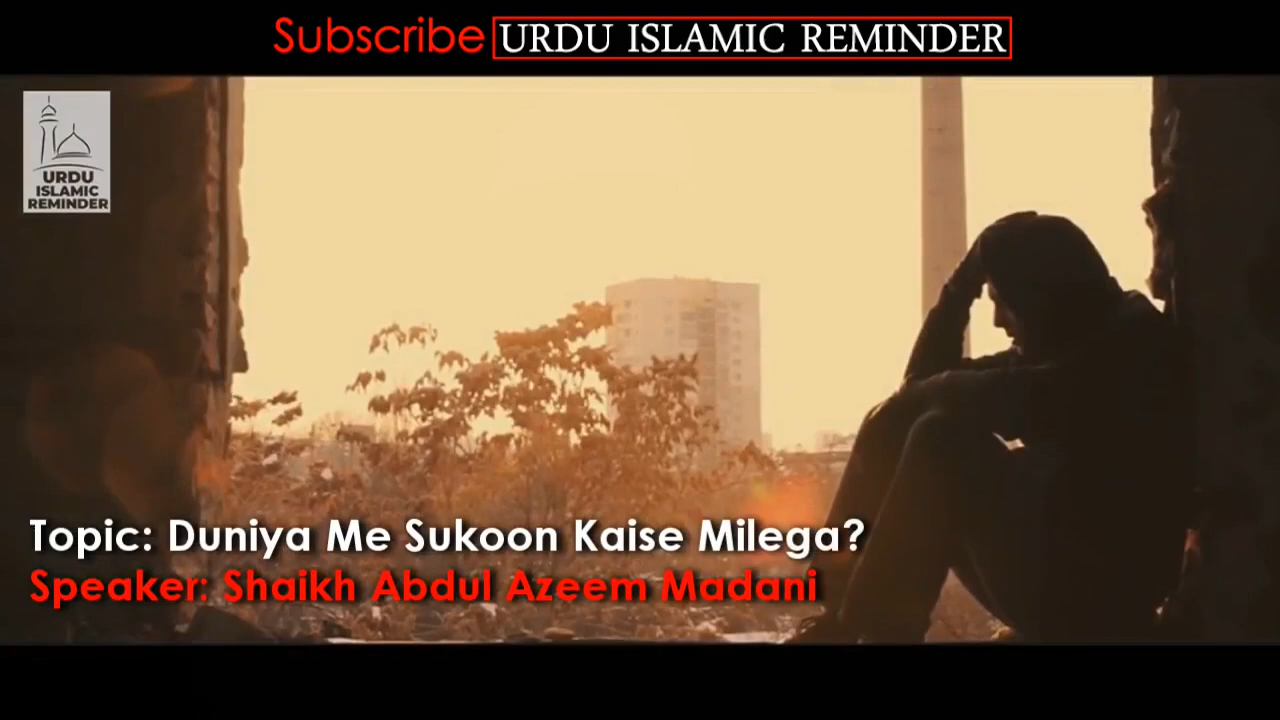 Subscribe URDU ISLAMIC REMINDER
URDU
ISLAMIC
REMINDER
Topic: Duniya Me Sukoon Kaise Milega?
Speaker: Shaikh Abdul Azeem Madani